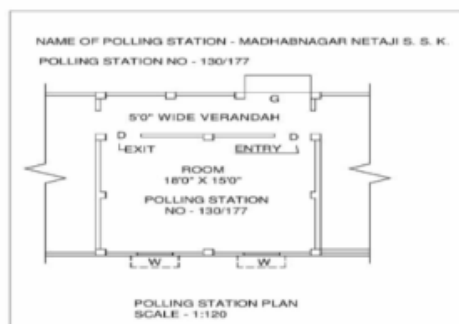 NAME OF POLLING STATION - MADHABNAGAR NETAJI S. S. K.
POLLING STATION NO - 130/177
G
5'0" WIDE VERANDAH
D D
EXIT ENTRY
ROOM
18'0" X 15'0"
POLLING STATION
NO - 130/177
W W
POLLING STATION PLAN
SCALE - 1:120